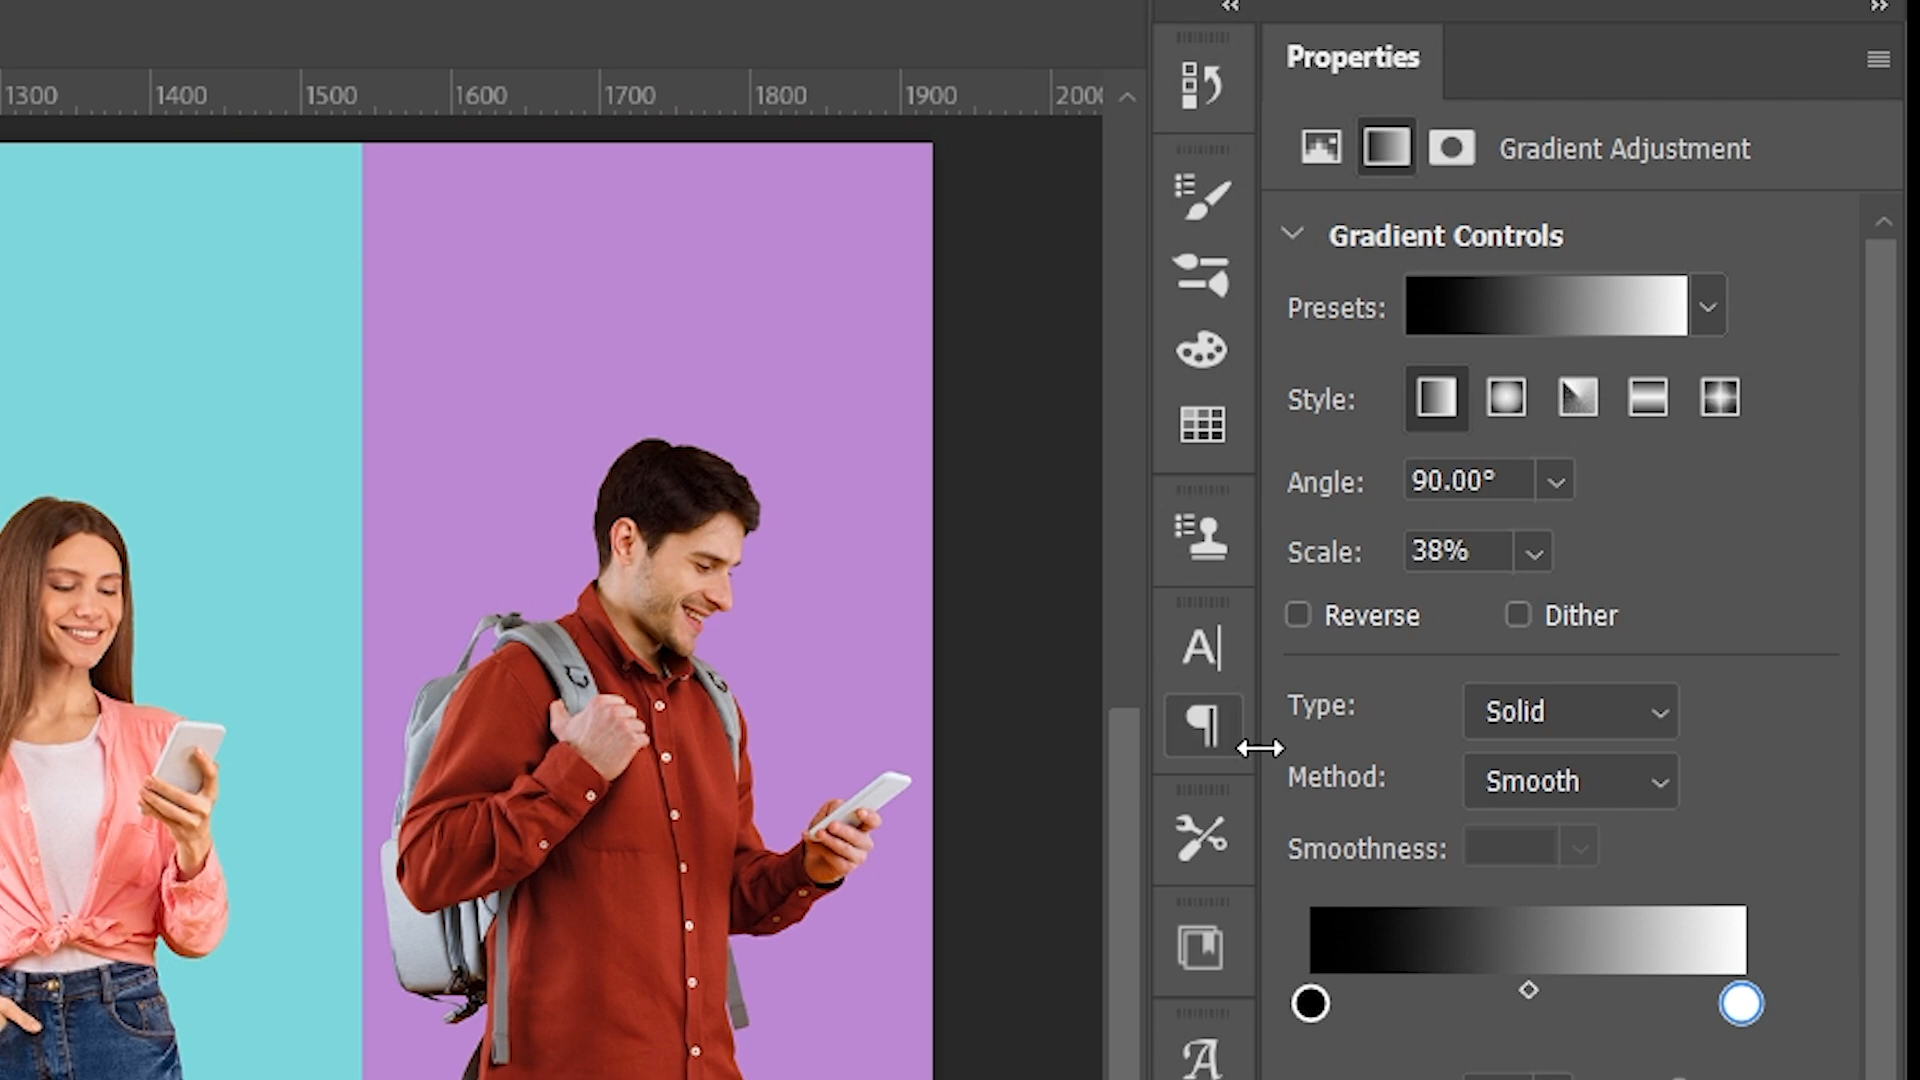 Properties
1300 1400 1500 1600 1700 1800 1900 200
Gradient Adjustment
Gradient Controls
Presets:
Style:
Angle: 90.00°
Scale: 38%
Reverse Dither
Type: Solid
Method: Smooth
Smoothness: